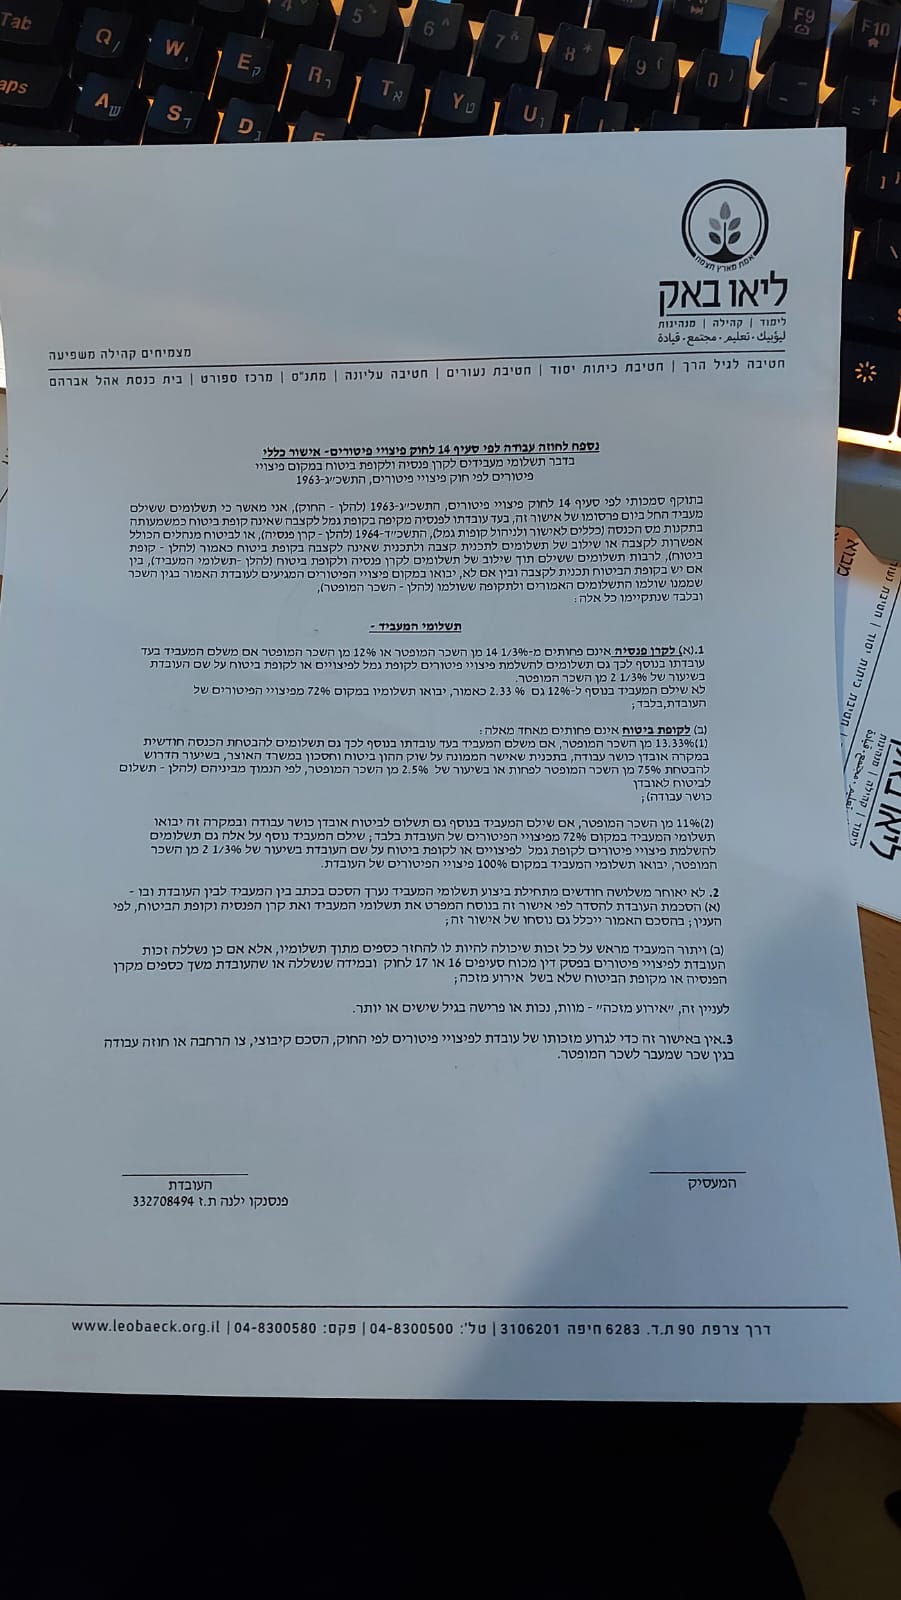 Tab
Q /
W '
E ק
R ר
T א
Y ט
U ו
A ש
S ד
D ג
F9
F10
אמת מארץ תצמח
ליאו באק
לימוד | קהילה | מנהיגות
ليؤبيك · تعليم · مجتمع · قيادة
מצמיחים קהילה משפיעה
חטיבה לגיל הרך | חטיבת כיתות יסוד | חטיבת נעורים | חטיבה עליונה | מתנ"ס | מרכז ספורט | בית כנסת אהל אברהם
נספח לחוזה עבודה לפי סעיף 14 לחוק פיצויי פיטורים- אישור כללי
בדבר תשלומי מעבידים לקרן פנסיה ולקופת ביטוח במקום פיצויי
פיטורים לפי חוק פיצויי פיטורים, התשכ"ג-1963
בתוקף סמכותי לפי סעיף 14 לחוק פיצויי פיטורים, התשכ"ג-1963 (להלן - החוק), אני מאשר כי תשלומים ששילם
מעביד החל ביום פרסומו של אישור זה, בעד עובדתו לפנסיה מקיפה בקופת גמל לקצבה שאינה קופת ביטוח כמשמעותה
בתקנות מס הכנסה (כללים לאישור ולניהול קופות גמל), התשכ"ד-1964 (להלן - קרן פנסיה), או לביטוח מנהלים הכולל
אפשרות לקצבה או שילוב של תשלומים לתכנית קצבה ולתכנית שאינה לקצבה בקופת ביטוח כאמור (להלן - קופת
ביטוח), לרבות תשלומים ששילם תוך שילוב של תשלומים לקרן פנסיה ולקופת ביטוח (להלן -תשלומי המעביד), בין
אם יש בקופת הביטוח תכנית לקצבה ובין אם לא, יבואו במקום פיצויי הפיטורים המגיעים לעובדת האמור בגין השכר
שממנו שולמו התשלומים האמורים ולתקופה ששולמו (להלן - השכר המופטר),
ובלבד שנתקיימו כל אלה:
תשלומי המעביד -
1.(א) לקרן פנסיה אינם פחותים מ-14 1/3% מן השכר המופטר או 12% מן השכר המופטר אם משלם המעביד בעד
עובדתו בנוסף לכך גם תשלומים להשלמת פיצויי פיטורים לקופת גמל לפיצויים או לקופת ביטוח על שם העובדת
בשיעור של 2 1/3% מן השכר המופטר.
לא שילם המעביד בנוסף ל-12% גם 2.33 % כאמור, יבואו תשלומיו במקום 72% מפיצויי הפיטורים של
העובדת,בלבד;
(ב) לקופת ביטוח אינם פחותים מאחד מאלה:
(1)13.33% מן השכר המופטר, אם משלם המעביד בעד עובדתו בנוסף לכך גם תשלומים להבטחת הכנסה חודשית
במקרה אובדן כושר עבודה, בתכנית שאישר הממונה על שוק ההון ביטוח וחסכון במשרד האוצר, בשיעור הדרוש
להבטחת 75% מן השכר המופטר לפחות או בשיעור של 2.5% מן השכר המופטר, לפי הנמוך מביניהם (להלן - תשלום
לביטוח לאובדן
כושר עבודה);
(2)11% מן השכר המופטר, אם שילם המעביד בנוסף גם תשלום לביטוח אובדן כושר עבודה ובמקרה זה יבואו
תשלומי המעביד במקום 72% מפיצויי הפיטורים של העובדת בלבד; שילם המעביד נוסף על אלה גם תשלומים
להשלמת פיצויי פיטורים לקופת גמל לפיצויים או לקופת ביטוח על שם העובדת בשיעור של 2 1/3% מן השכר
המופטר, יבואו תשלומי המעביד במקום 100% פיצויי הפיטורים של העובדת.
2. לא יאוחר משלושה חודשים מתחילת ביצוע תשלומי המעביד נערך הסכם בכתב בין המעביד לבין העובדת ובו -
(א) הסכמת העובדת להסדר לפי אישור זה בנוסח המפרט את תשלומי המעביד ואת קרן הפנסיה וקופת הביטוח, לפי
הענין; בהסכם האמור ייכלל גם נוסחו של אישור זה;
(ב) ויתור המעביד מראש על כל זכות שיכולה להיות לו להחזר כספים מתוך תשלומיו, אלא אם כן נשללה זכות
העובדת לפיצויי פיטורים בפסק דין מכוח סעיפים 16 או 17 לחוק ובמידה שנשללה או שהעובדת משך כספים מקרן
הפנסיה או מקופת הביטוח שלא בשל אירוע מזכה;
לעניין זה, "אירוע מזכה" - מוות, נכות או פרישה בגיל שישים או יותר.
3.אין באישור זה כדי לגרוע מזכותו של עובדת לפיצויי פיטורים לפי החוק, הסכם קיבוצי, צו הרחבה או חוזה עבודה
בגין שכר שמעבר לשכר המופטר.
המעסיק
העובדת
פנסנקו ילנה ת.ז 332708494
דרך צרפת 90 ת.ד. 6283 חיפה 3106201 | טל': 04-8300500 | פקס: 04-8300580 | www.leobaeck.org.il